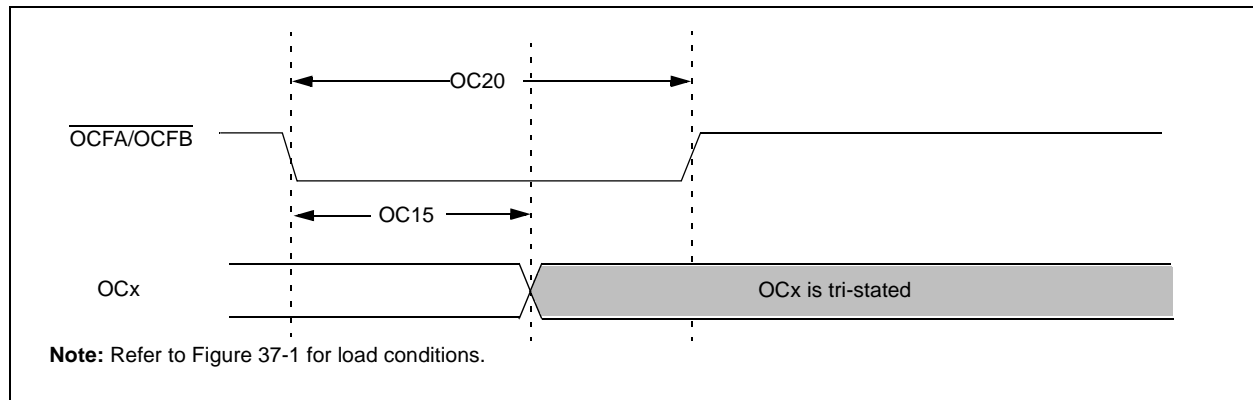 OC20
OCFA/OCFB
OC15
OCx
OCx is tri-stated
Note: Refer to Figure 37-1 for load conditions.